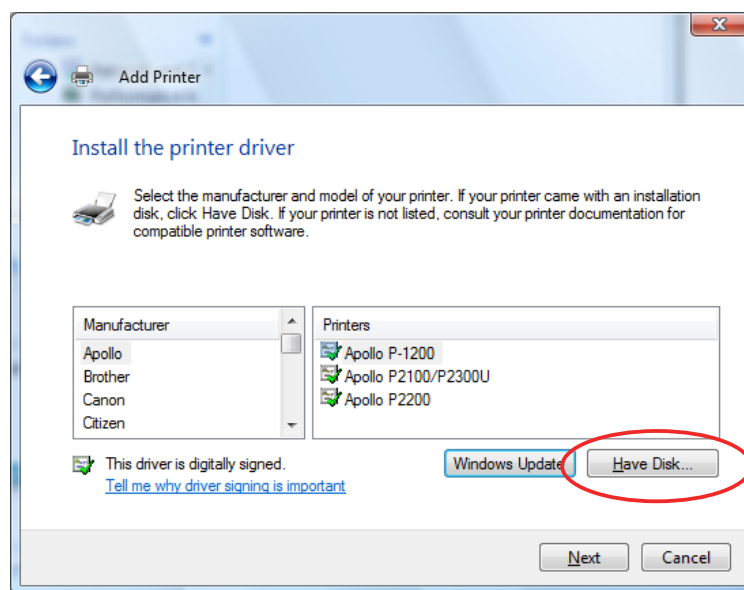 Add Printer
Install the printer driver
Select the manufacturer and model of your printer. If your printer came with an installation
disk, click Have Disk. If your printer is not listed, consult your printer documentation for
compatible printer software.
Manufacturer
Apollo
Brother
Canon
Citizen
Printers
Apollo P-1200
Apollo P2100/P2300U
Apollo P2200
This driver is digitally signed.
Tell me why driver signing is important
Windows Update
Have Disk...
Next
Cancel